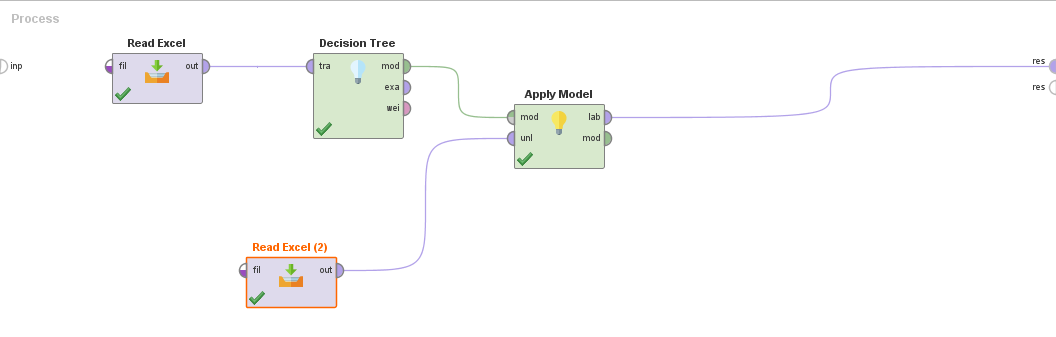 Process
inp
Read Excel
fil
out
Decision Tree
tra
mod
exa
wei
Apply Model
mod
lab
unl
mod
Read Excel (2)
fil
out
res
res